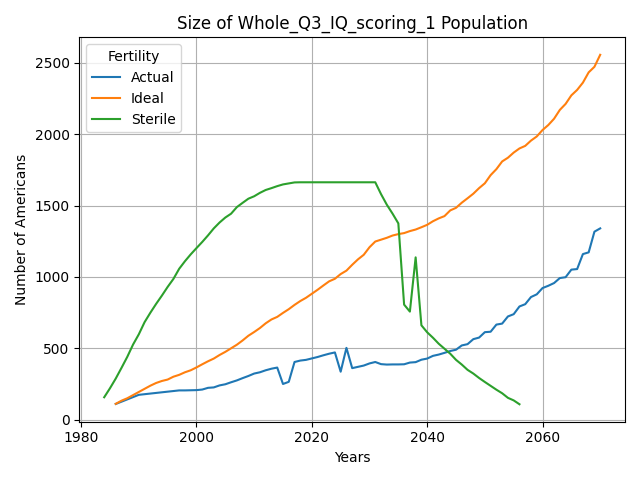 Size of Whole_Q3_IQ_scoring_1 Population
Fertility
Actual
Ideal
Sterile
Number of Americans
2500
2000
1500
1000
500
0
1980
2000
2020
2040
2060
Years